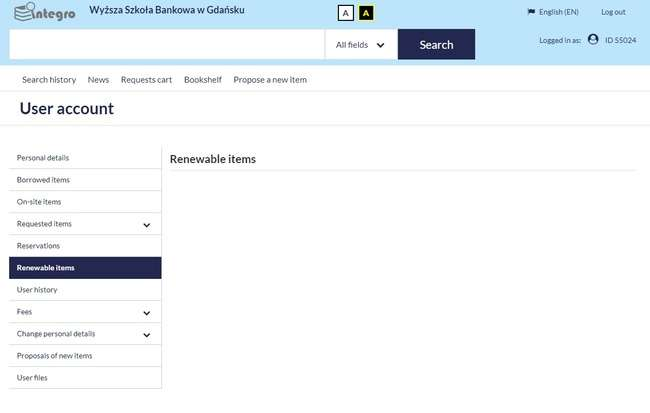 integro
Wyższa Szkoła Bankowa w Gdańsku
A A
English (EN)
Log out
All fields
Search
Logged in as: ID 55024
Search history News Requests cart Bookshelf Propose a new item
User account
Personal details
Borrowed items
On-site items
Requested items
Reservations
Renewable items
User history
Fees
Change personal details
Proposals of new items
User files
Renewable items